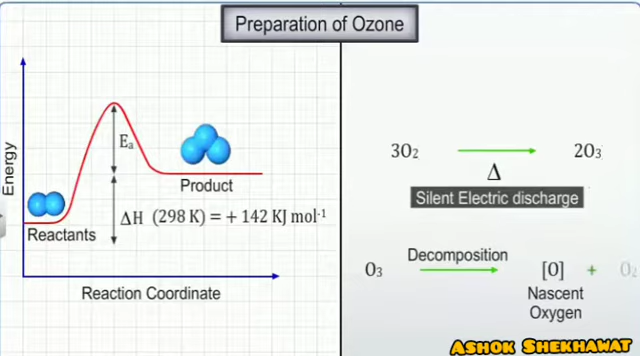 Preparation of Ozone
Energy
Eₐ
Product
ΔH (298 K) = + 142 KJ mol⁻¹
Reactants
Reaction Coordinate
3O₂
Δ
2O₃
Silent Electric discharge
O₃
Decomposition
[O] + O₂
Nascent
Oxygen
ASHOK SHEKHAWAT